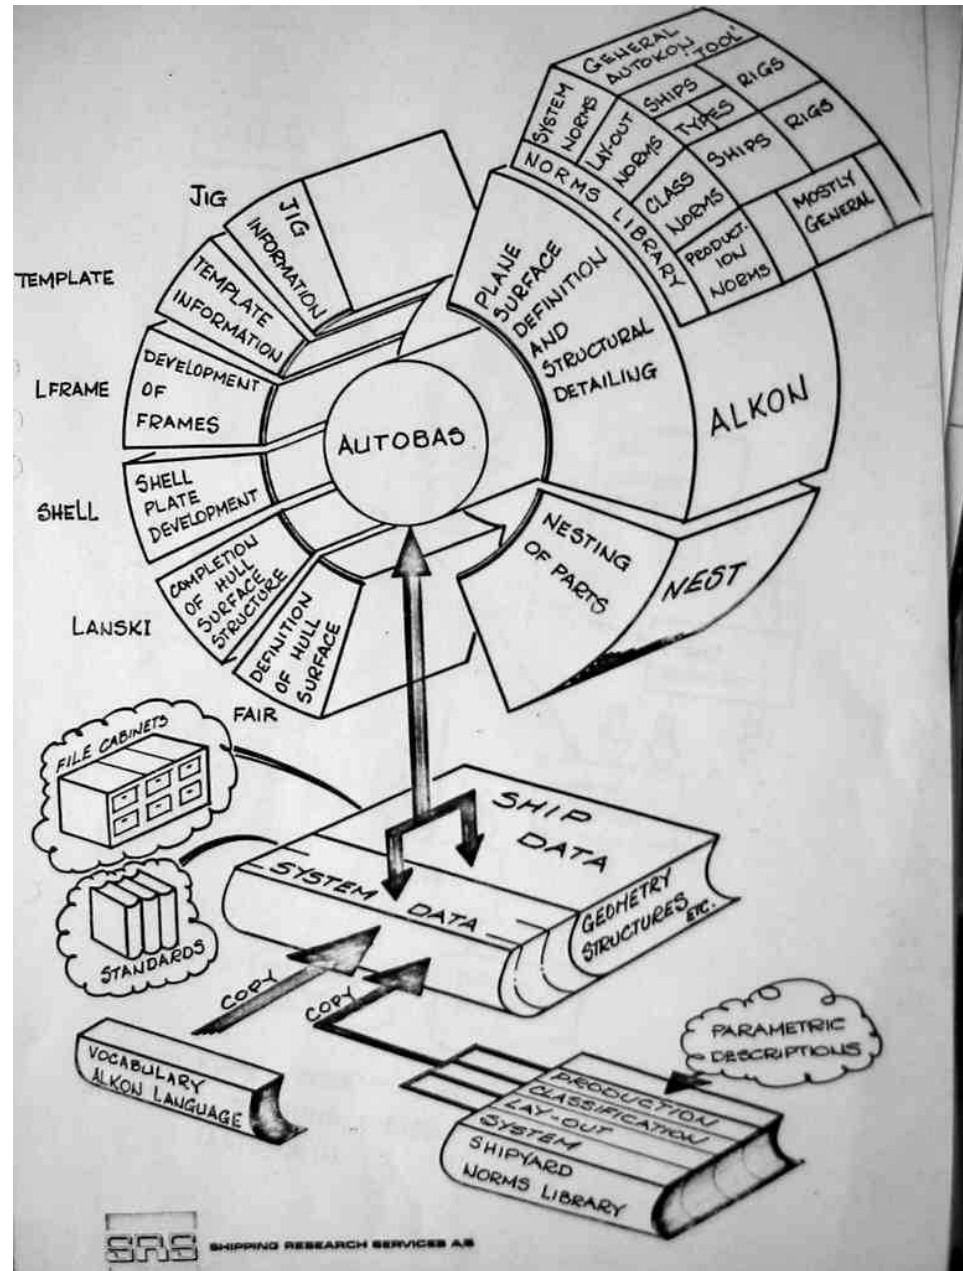 GENERAL
AUTOKON 'TOOL'
SYSTEM
NORMS
SHIPS
RIGS
LAY-OUT
NORMS
TYPES
SHIPS
RIGS
CLASS
NORMS
MOSTLY
GENERAL
PRODUCT.
ION
NORMS
NORMS LIBRARY
JIG
JIG
INFORMATION
TEMPLATE
TEMPLATE
INFORMATION
LFRAME
DEVELOPMENT
OF
FRAMES
SHELL
SHELL
PLATE
DEVELOPMENT
LANSKI
COMPLETION
OF HULL
SURFACE
STRUCTURE
FAIR
DEFINITION
OF HULL
SURFACE
AUTOBAS
PLANE
SURFACE
DEFINITION
AND
STRUCTURAL
DETAILING
ALKON
NESTING
OF PARTS
NEST
FILE CABINETS
STANDARDS
SHIP
DATA
SYSTEM DATA
GEOMETRY
STRUCTURES
ETC.
COPY
COPY
VOCABULARY
ALKON LANGUAGE
PARAMETRIC
DESCRIPTIONS
PRODUCTION
CLASSIFICATION
LAY-OUT
SYSTEM
SHIPYARD
NORMS LIBRARY
SRS SHIPPING RESEARCH SERVICES A/S